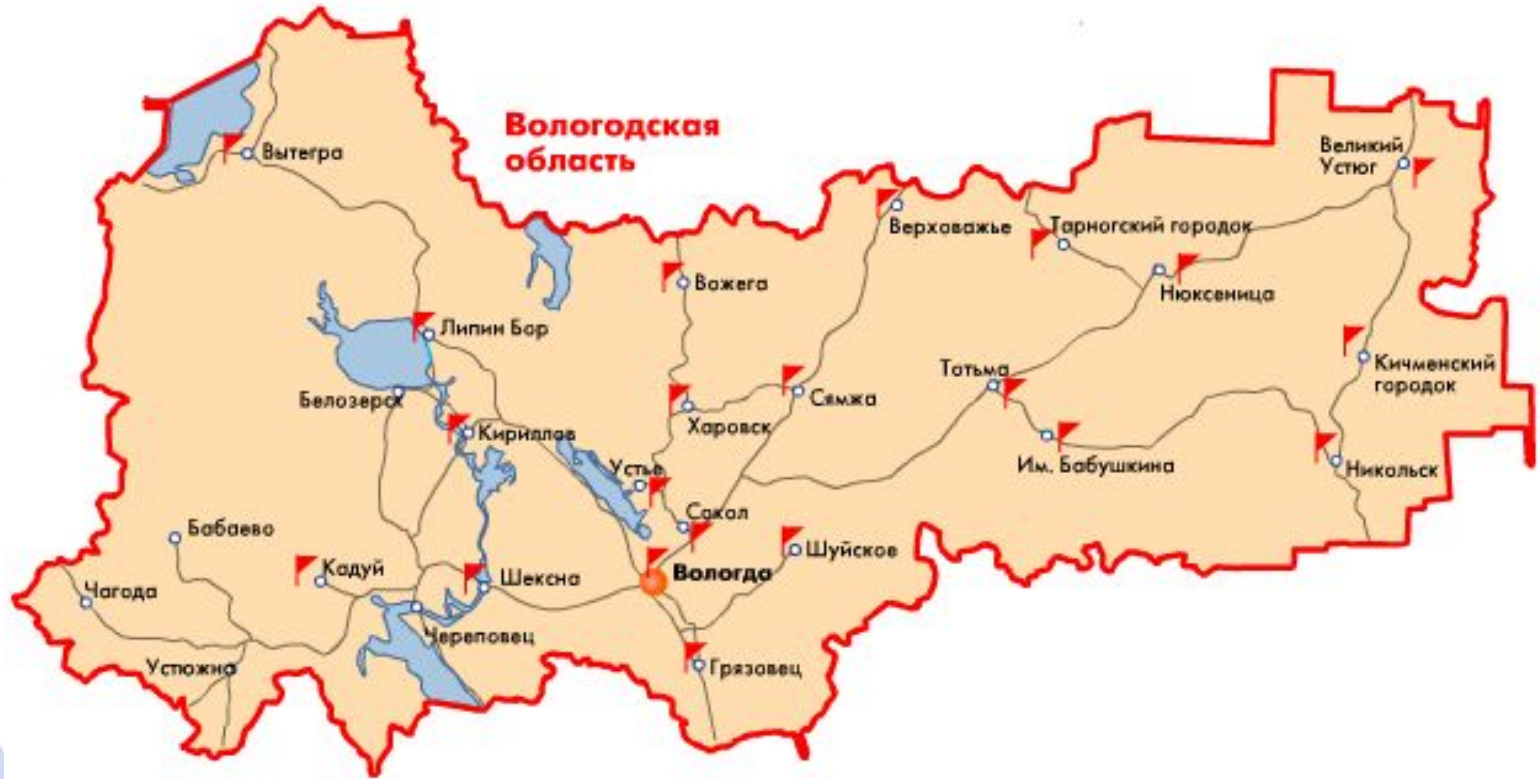 Вологодская
область
Вытегра
Великий
Устюг
Верховажье
Тарногский городок
Вожега
Нюксеница
Липин Бор
Кичменский
городок
Тотьма
Белозерск
Харовск
Сямжа
Кириллов
Устье
Им. Бабушкина
Никольск
Сокол
Бабаево
Шуйское
Кадуй
Шексна
Вологда
Чагода
Череповец
Устюжна
Грязовец